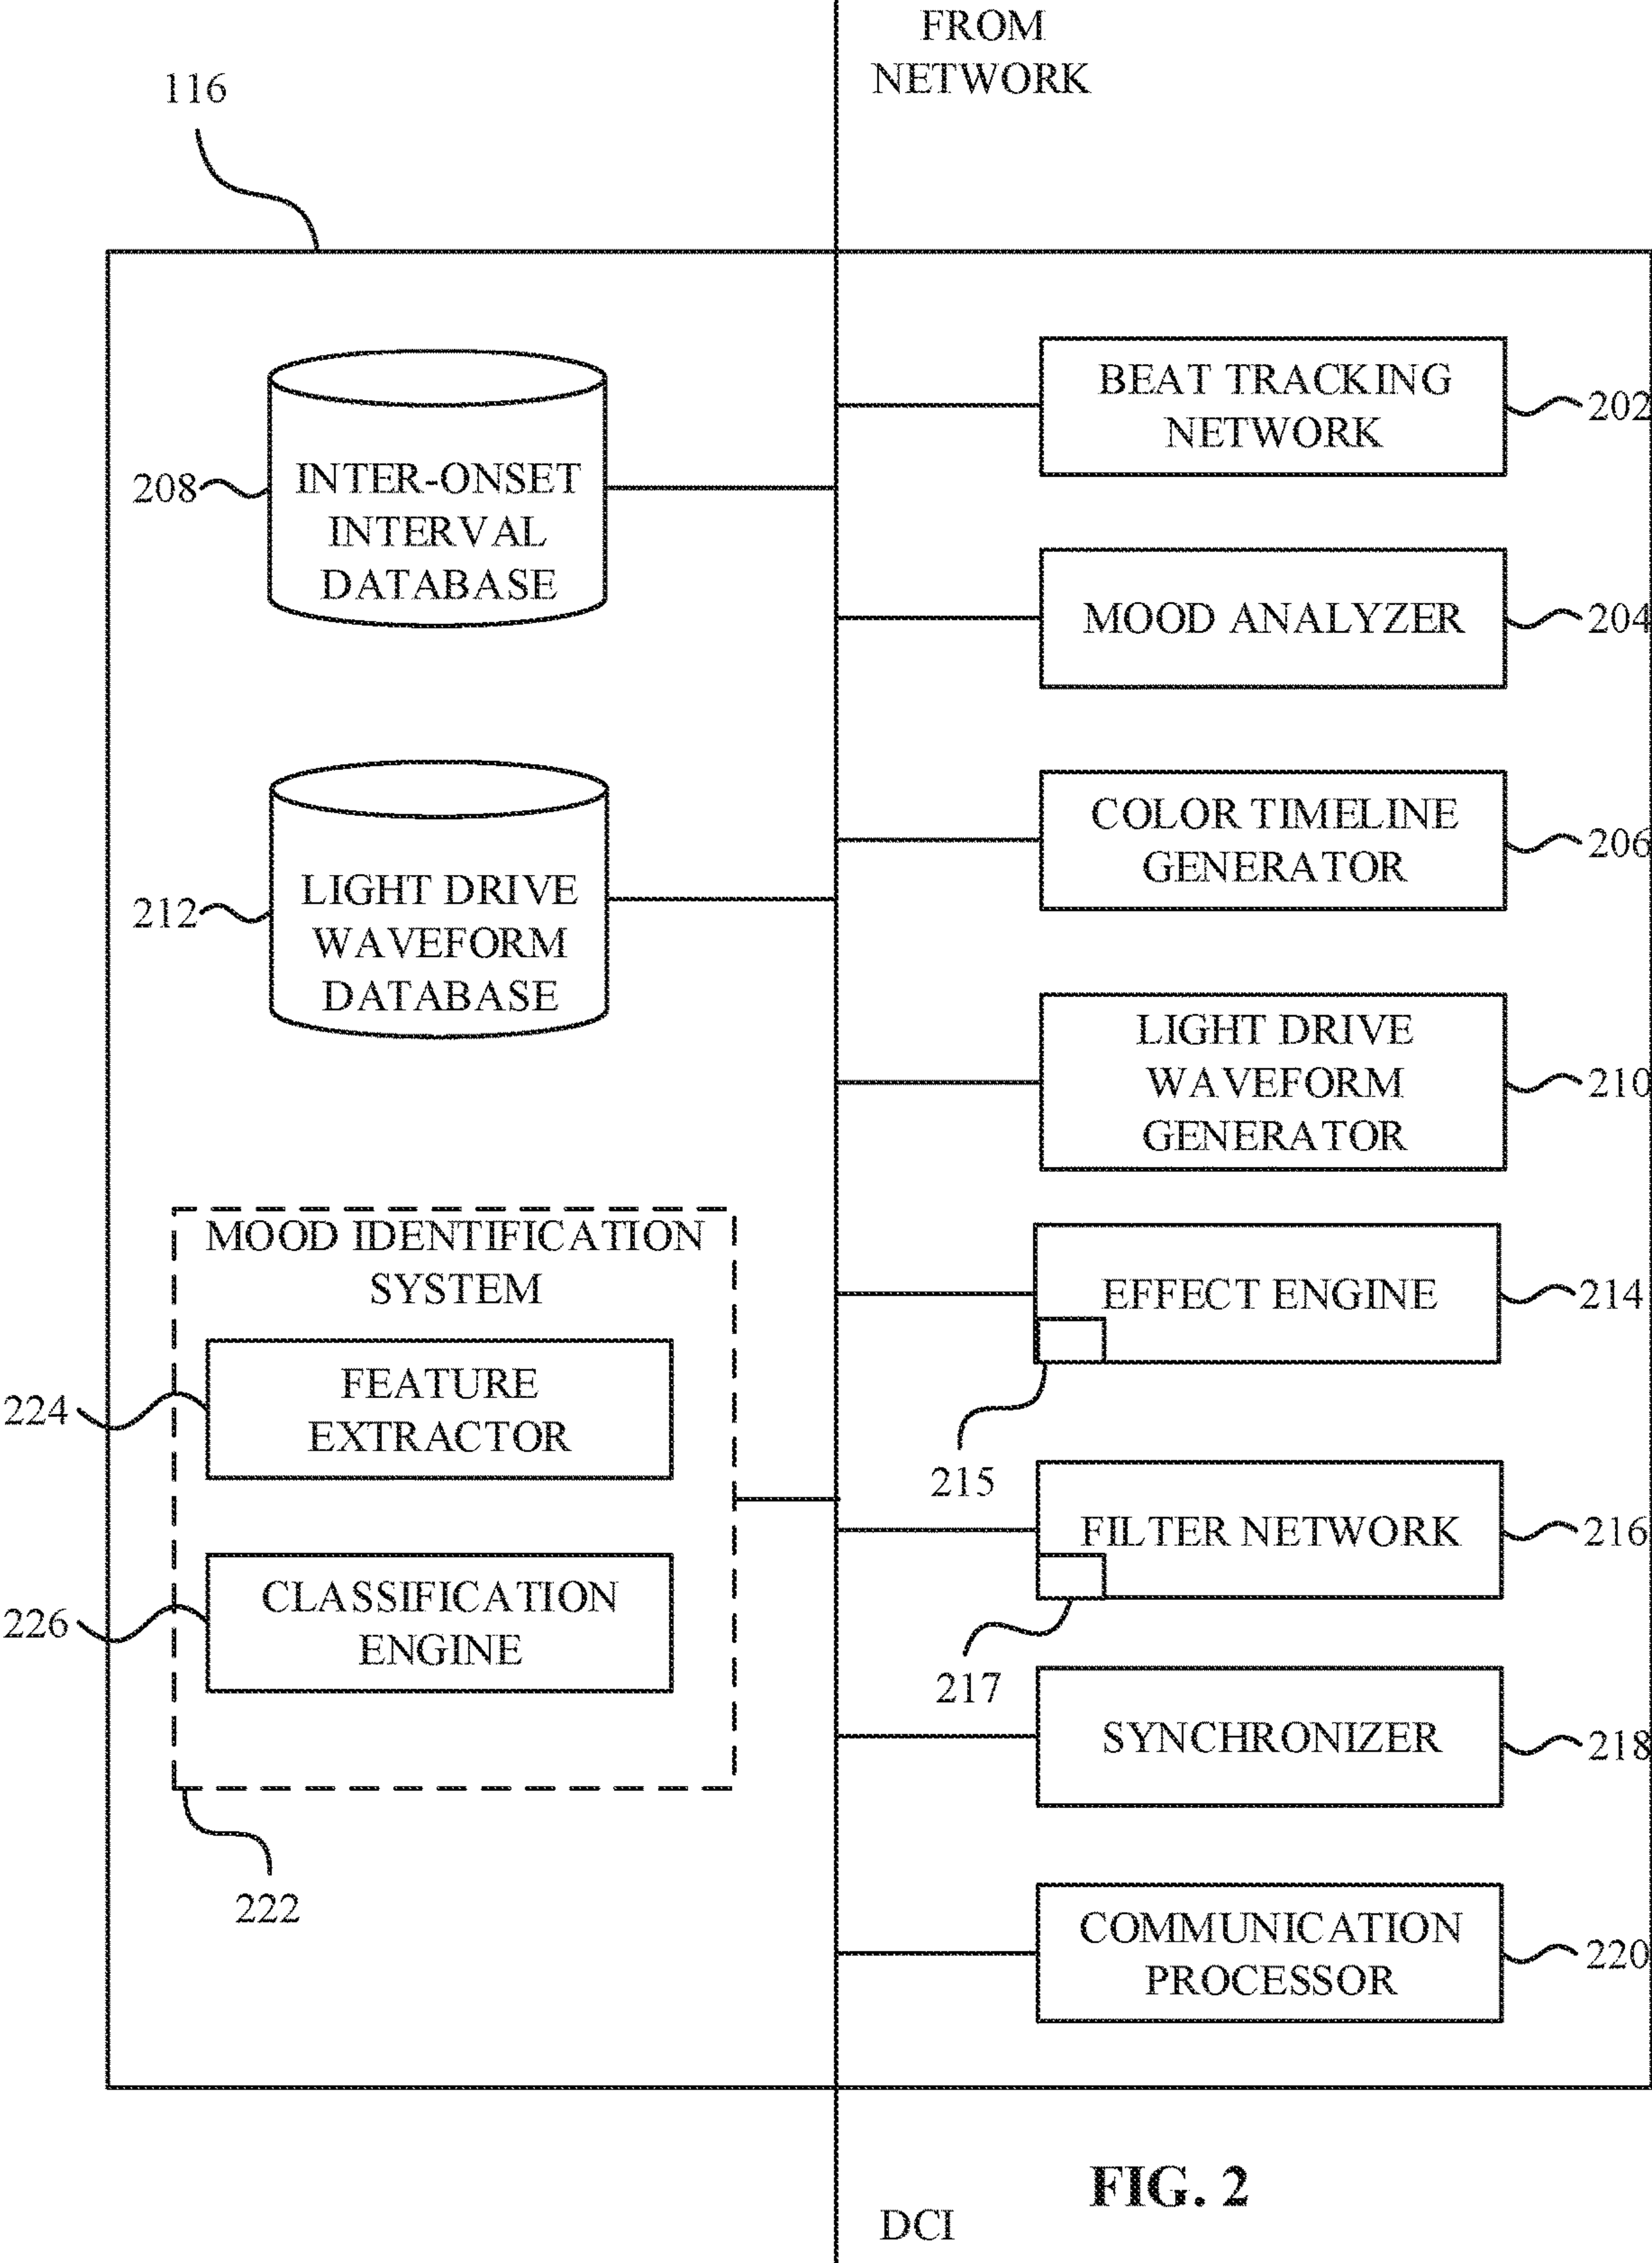 FROM
NETWORK
116
BEAT TRACKING
NETWORK
202
208
INTER-ONSET
INTERVAL
DATABASE
MOOD ANALYZER
204
COLOR TIMELINE
GENERATOR
206
212
LIGHT DRIVE
WAVEFORM
DATABASE
LIGHT DRIVE
WAVEFORM
GENERATOR
210
MOOD IDENTIFICATION
SYSTEM
EFFECT ENGINE
214
215
224
FEATURE
EXTRACTOR
FILTER NETWORK
216
217
226
CLASSIFICATION
ENGINE
SYNCHRONIZER
218
222
COMMUNICATION
PROCESSOR
220
FIG. 2
DCI